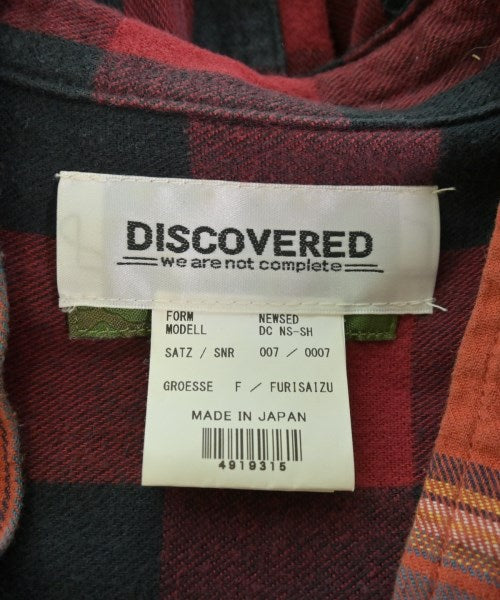 DISCOVERED
we are not complete
FORM NEWSED
MODELL DC NS-SH
SATZ / SNR 007 / 0007
GROESSE F / FURISAIZU
MADE IN JAPAN
4919315